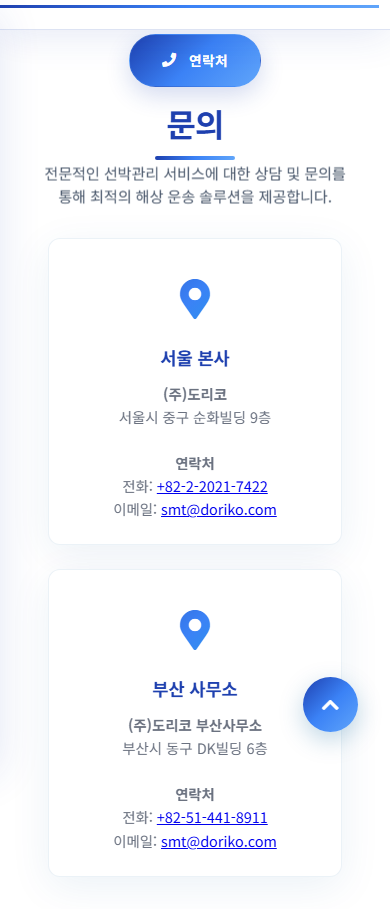 연락처
문의
전문적인 선박관리 서비스에 대한 상담 및 문의를
통해 최적의 해상 운송 솔루션을 제공합니다.
서울 본사
(주)도리코
서울시 중구 순화빌딩 9층
연락처
전화: +82-2-2021-7422
이메일: smt@doriko.com
부산 사무소
(주)도리코 부산사무소
부산시 동구 DK빌딩 6층
연락처
전화: +82-51-441-8911
이메일: smt@doriko.com